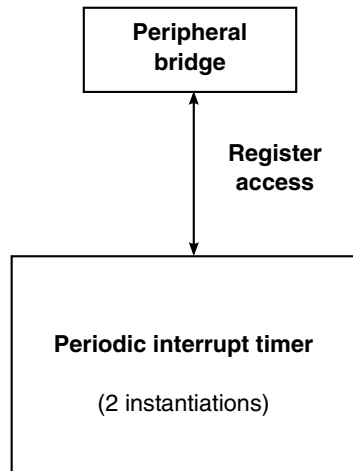 Peripheral
bridge
Register
access
Periodic interrupt timer
(2 instantiations)